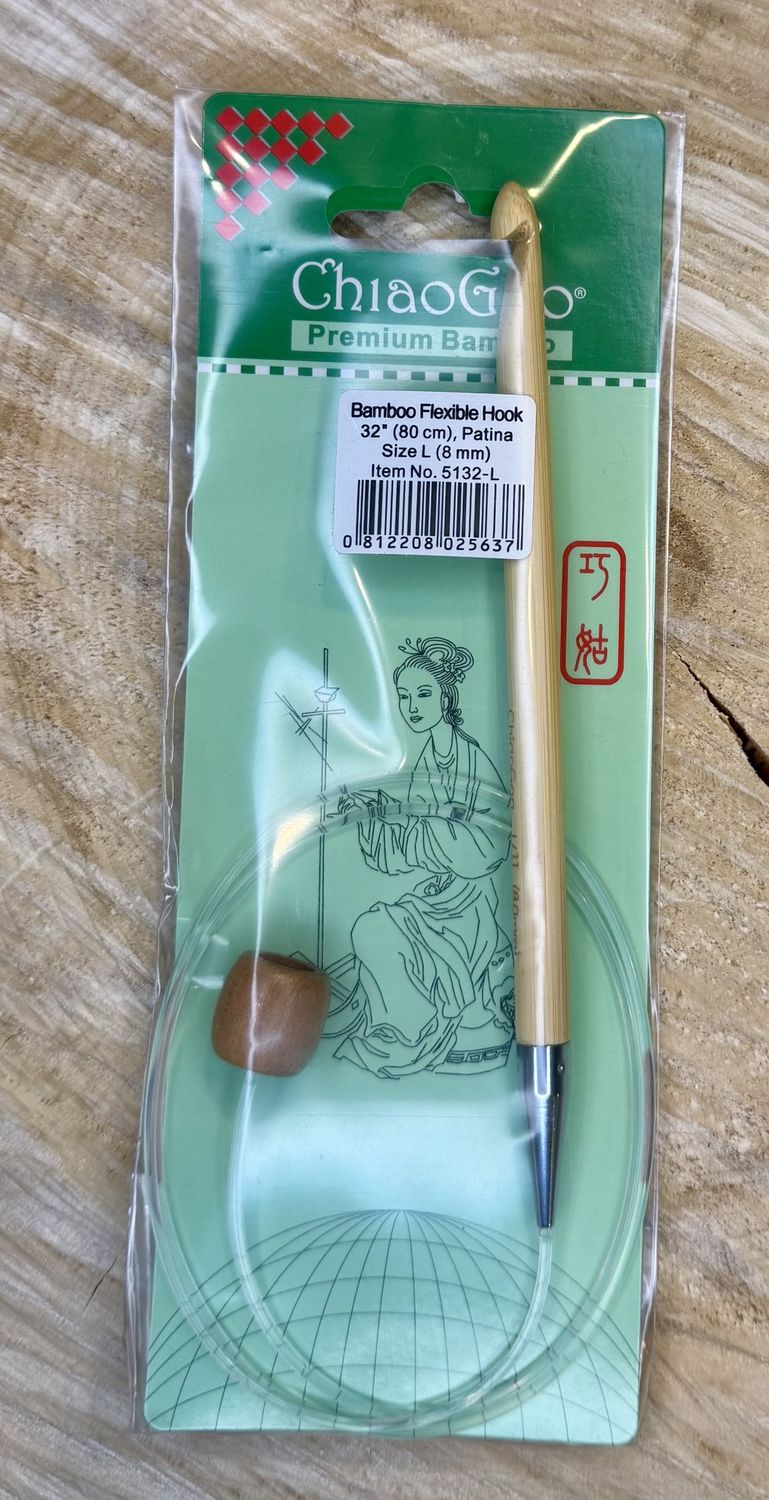 ChiaoG o®
Premium Bam o
Bamboo Flexible Hook
32" (80 cm), Patina
Size L (8 mm)
Item No. 5132-L
0 812208 025637
巧
姑